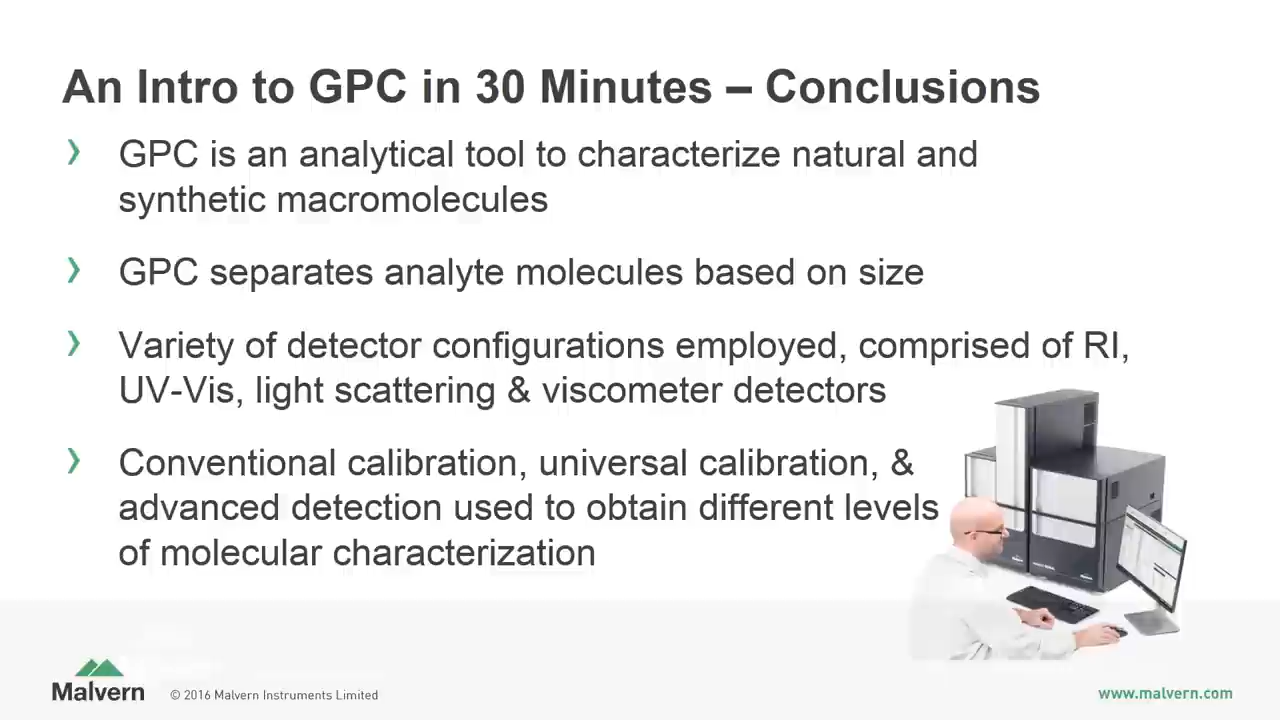 An Intro to GPC in 30 Minutes – Conclusions
GPC is an analytical tool to characterize natural and
synthetic macromolecules
GPC separates analyte molecules based on size
Variety of detector configurations employed, comprised of RI,
UV-Vis, light scattering & viscometer detectors
Conventional calibration, universal calibration, &
advanced detection used to obtain different levels
of molecular characterization
Malvern
© 2016 Malvern Instruments Limited
www.malvern.com